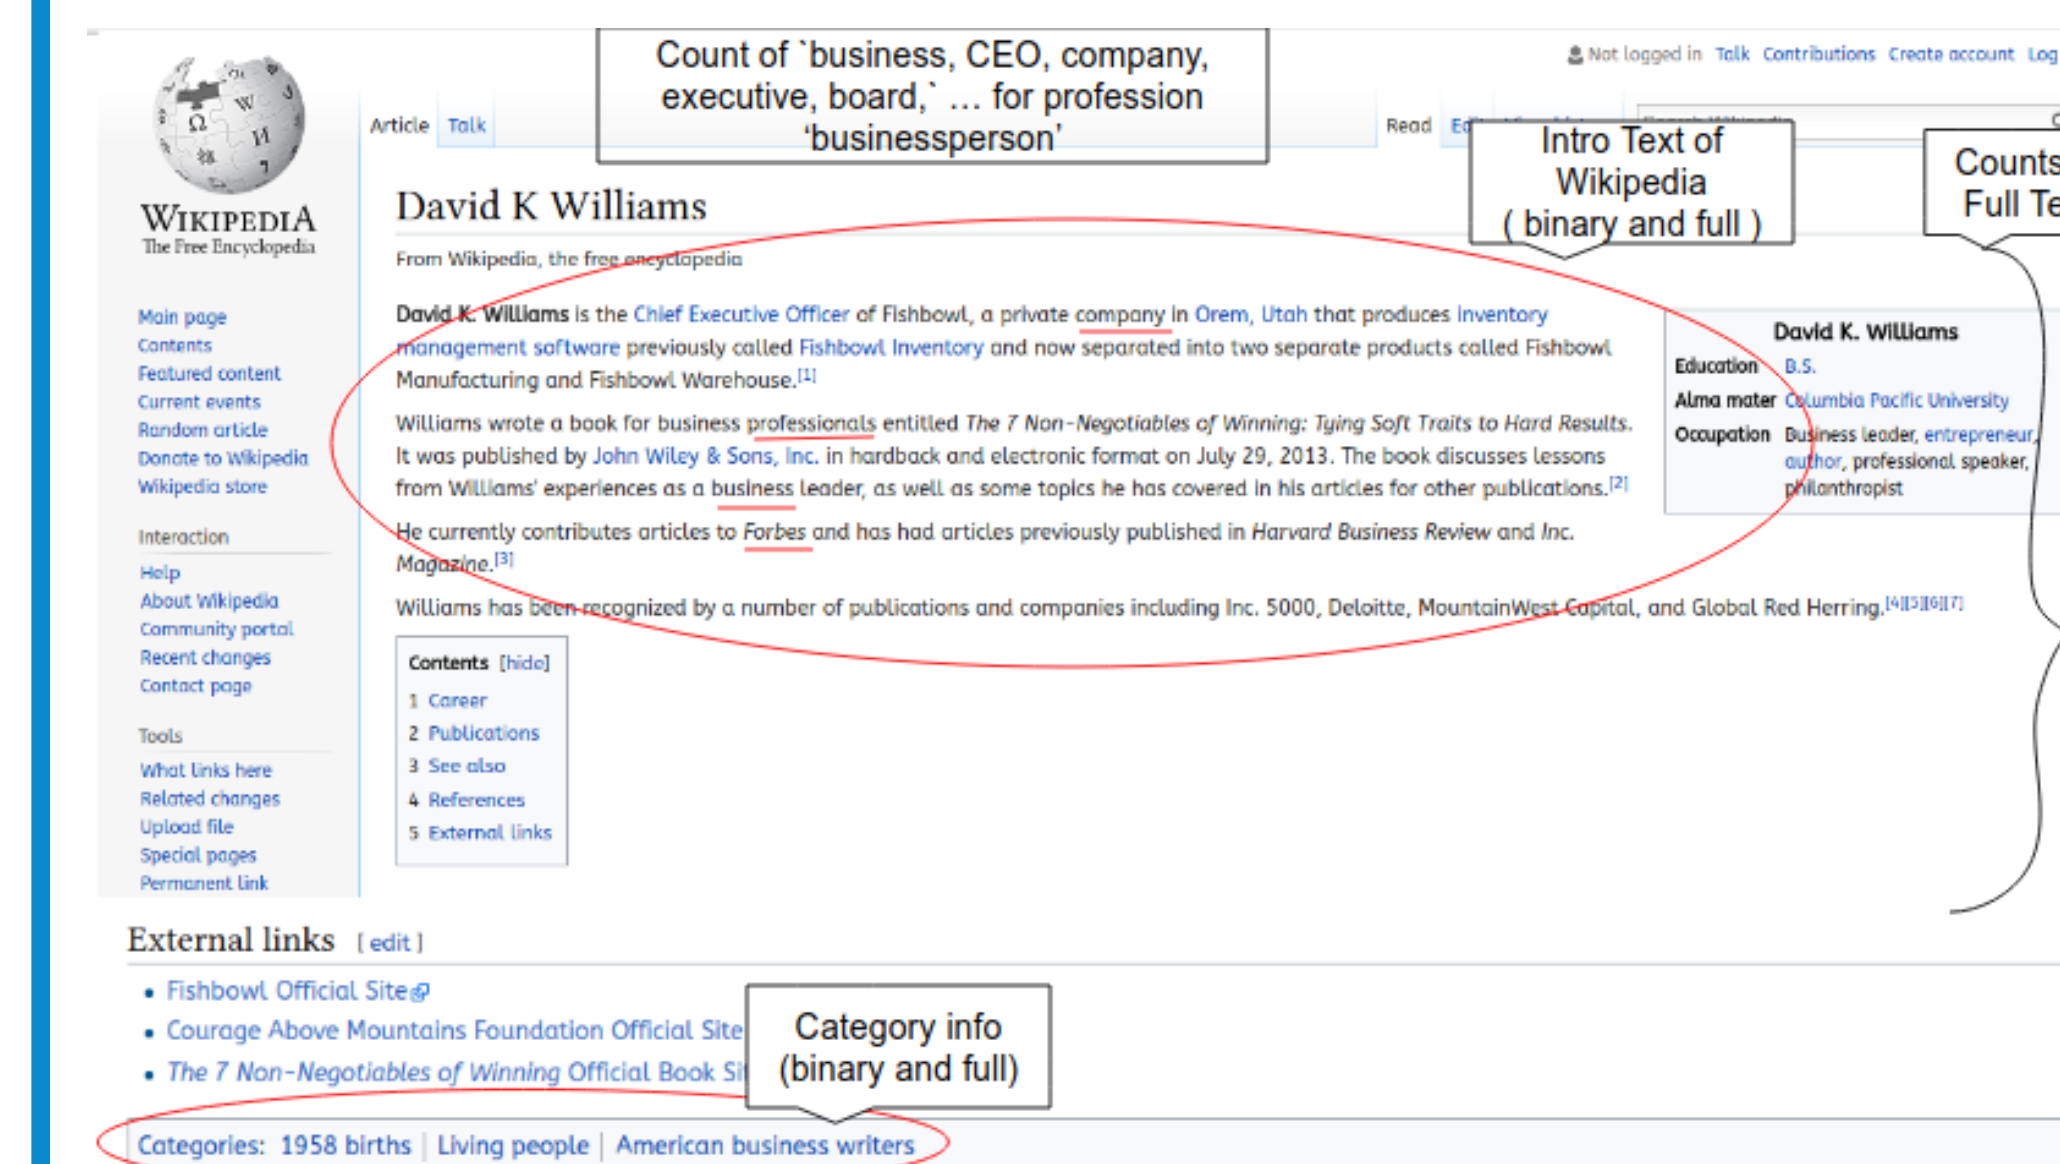 Count of `business, CEO, company,
executive, board,` … for profession
‘businessperson’
Not logged in Talk Contributions Create account Log
Article Talk
Read
Intro Text of
Wikipedia
( binary and full )
Counts
Full Te
WIKIPEDIA
The Free Encyclopedia
David K Williams
From Wikipedia, the free encyclopedia
Main page
Contents
Featured content
Current events
Random article
Donate to Wikipedia
Wikipedia store
Interaction
Help
About Wikipedia
Community portal
Recent changes
Contact page
Tools
What links here
Related changes
Upload file
Special pages
Permanent link
David K. Williams is the Chief Executive Officer of Fishbowl, a private company in Orem, Utah that produces inventory
management software previously called Fishbowl Inventory and now separated into two separate products called Fishbowl
Manufacturing and Fishbowl Warehouse.[1]
Williams wrote a book for business professionals entitled The 7 Non-Negotiables of Winning: Tying Soft Traits to Hard Results.
It was published by John Wiley & Sons, Inc. in hardback and electronic format on July 29, 2013. The book discusses lessons
from Williams' experiences as a business leader, as well as some topics he has covered in his articles for other publications.[2]
He currently contributes articles to Forbes and has had articles previously published in Harvard Business Review and Inc.
Magazine.[3]
Williams has been recognized by a number of publications and companies including Inc. 5000, Deloitte, MountainWest Capital, and Global Red Herring.[4][5][6][7]
David K. Williams
Education B.S.
Alma mater Columbia Pacific University
Occupation Business leader, entrepreneur,
author, professional speaker,
philanthropist
Contents [hide]
1 Career
2 Publications
3 See also
4 References
5 External links
External links [ edit ]
• Fishbowl Official Site
• Courage Above Mountains Foundation Official Site
• The 7 Non-Negotiables of Winning Official Book Sit
Category info
(binary and full)
Categories: 1958 births | Living people | American business writers